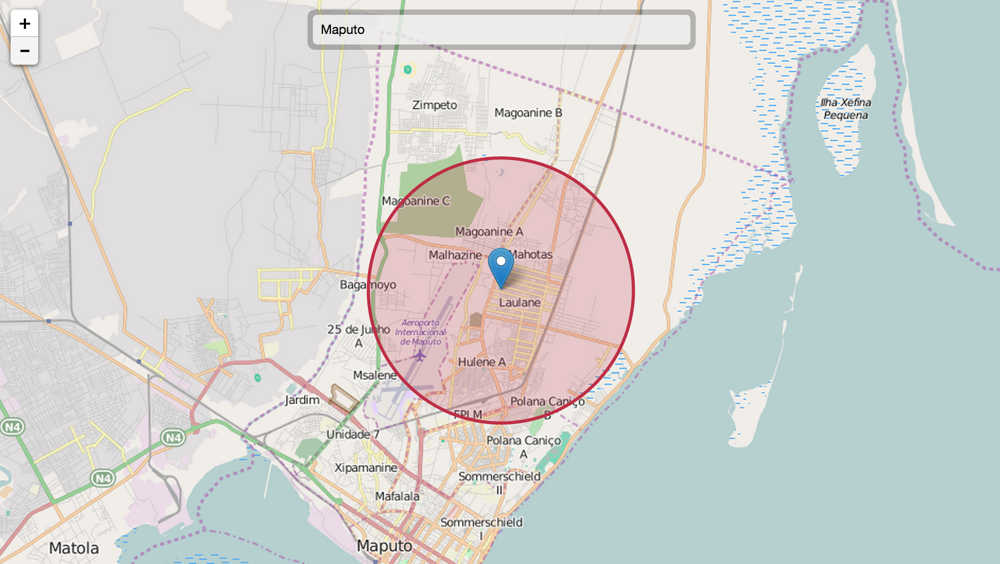 +
Maputo
−
Zimpeto
Magoanine B
Ilha Xefina
Pequena
Magoanine C
Magoanine A
Malhazine
Mahotas
Bagamoyo
Laulane
Aeroporto
Internacional
de Maputo
25 de Junho
A
Hulene A
Msalene
Jardim
Polana Caniço
B
FPLM
N4
N4
Unidade 7
Polana Caniço
A
Xipamanine
N4
Sommerschield
II
Mafalala
Sommerschield
I
Maputo
Matola